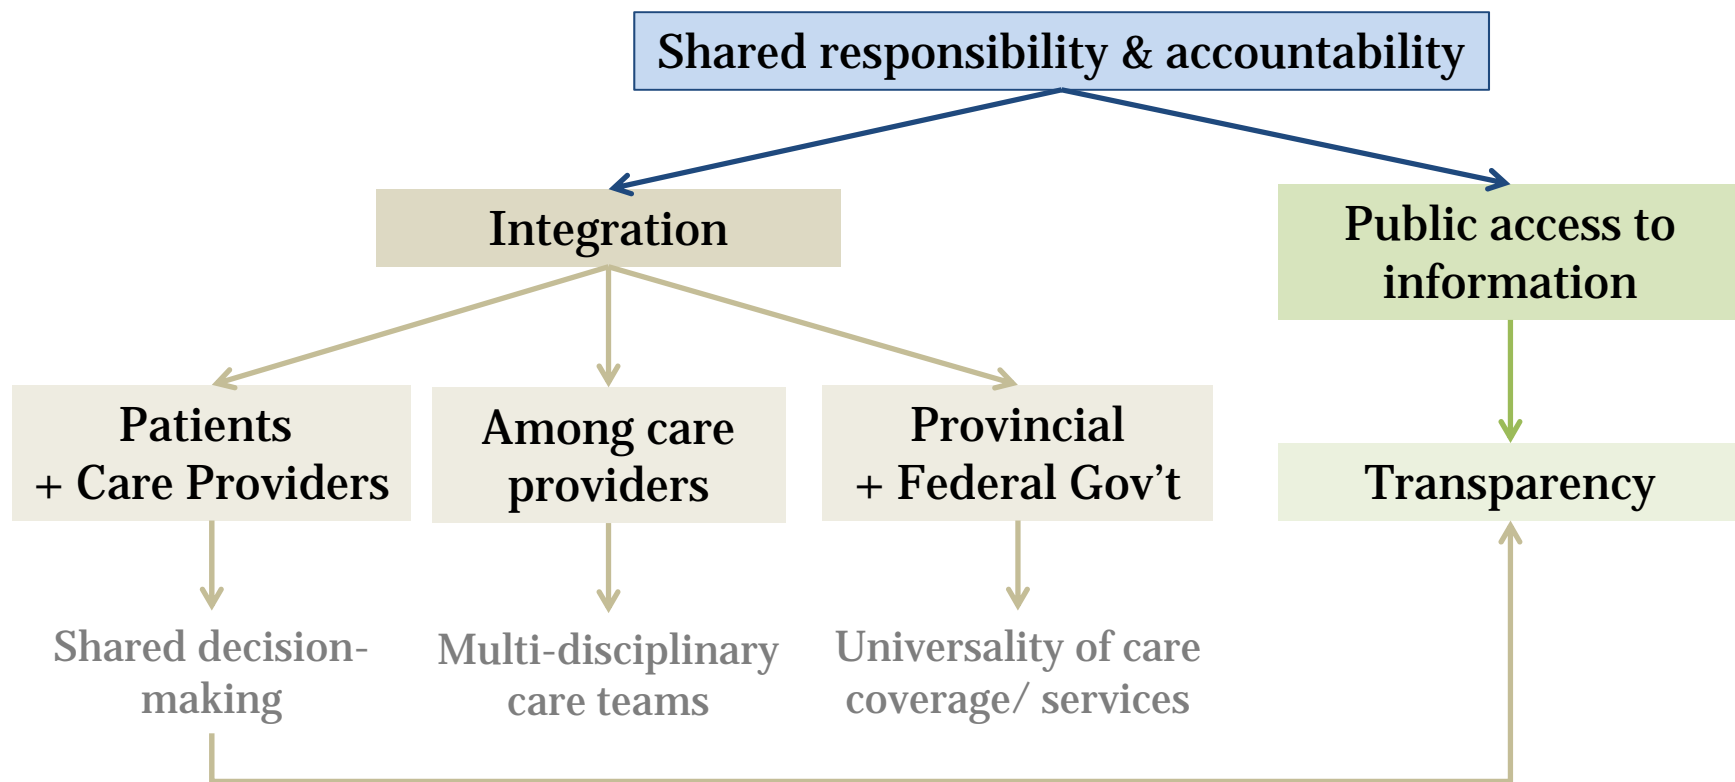 Shared responsibility & accountability
Integration
Public access to
information
Patients
+ Care Providers
Among care
providers
Provincial
+ Federal Gov’t
Transparency
Shared decision-
making
Multi-disciplinary
care teams
Universality of care
coverage/ services